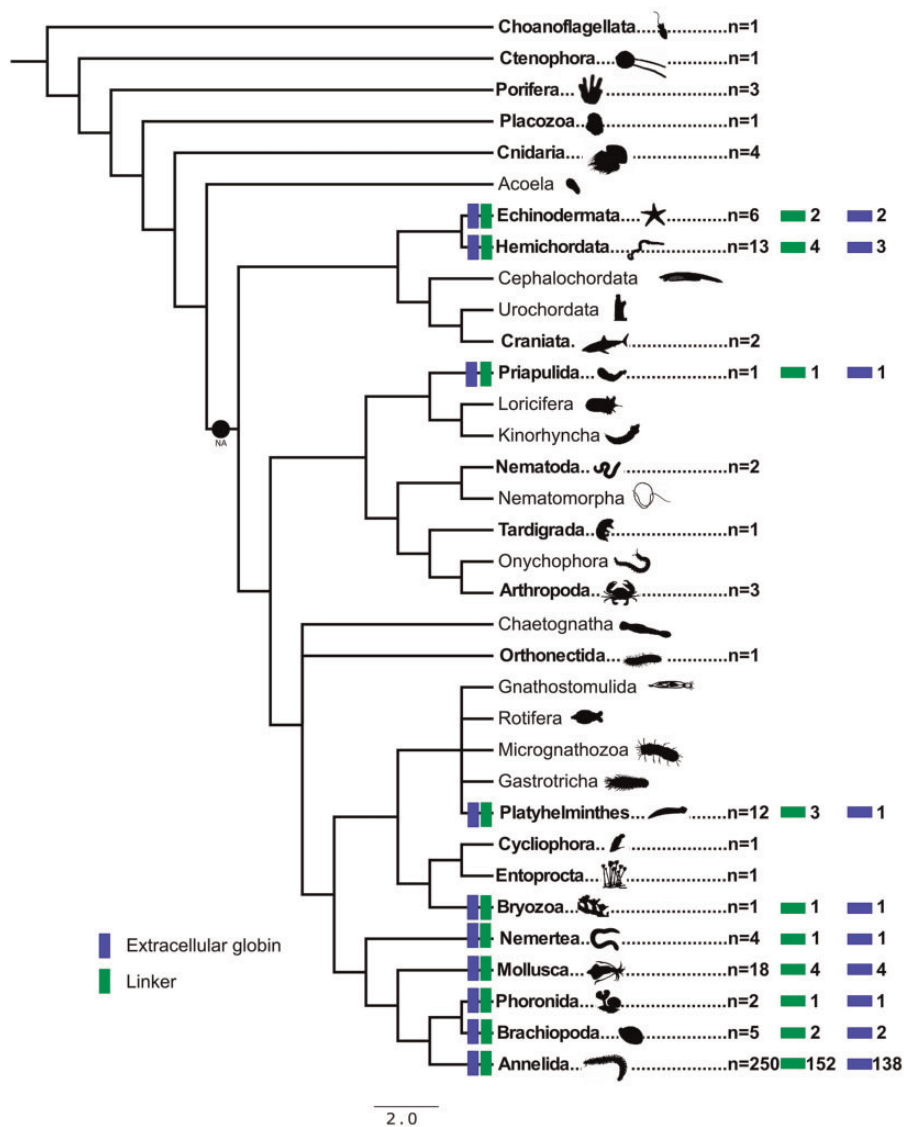 Choanoflagellata....n=1
Ctenophora....n=1
Porifera....n=3
Placozoa....n=1
Cnidaria....n=4
Acoela
Echinodermata....n=6 2 2
Hemichordata....n=13 4 3
Cephalochordata
Urochordata
Craniata....n=2
Priapulida....n=1 1 1
Loricifera
NA
Kinorhyncha
Nematoda....n=2
Nematomorpha
Tardigrada....n=1
Onychophora
Arthropoda....n=3
Chaetognatha
Orthonectida....n=1
Gnathostomulida
Rotifera
Micrognathozoa
Gastrotricha
Platyhelminthes....n=12 3 1
Cycliophora....n=1
Entoprocta....n=1
Bryozoa....n=1 1 1
Nemertea....n=4 1 1
Extracellular globin
Mollusca....n=18 4 4
Linker
Phoronida....n=2 1 1
Brachiopoda....n=5 2 2
Annelida....n=250 152 138
2.0